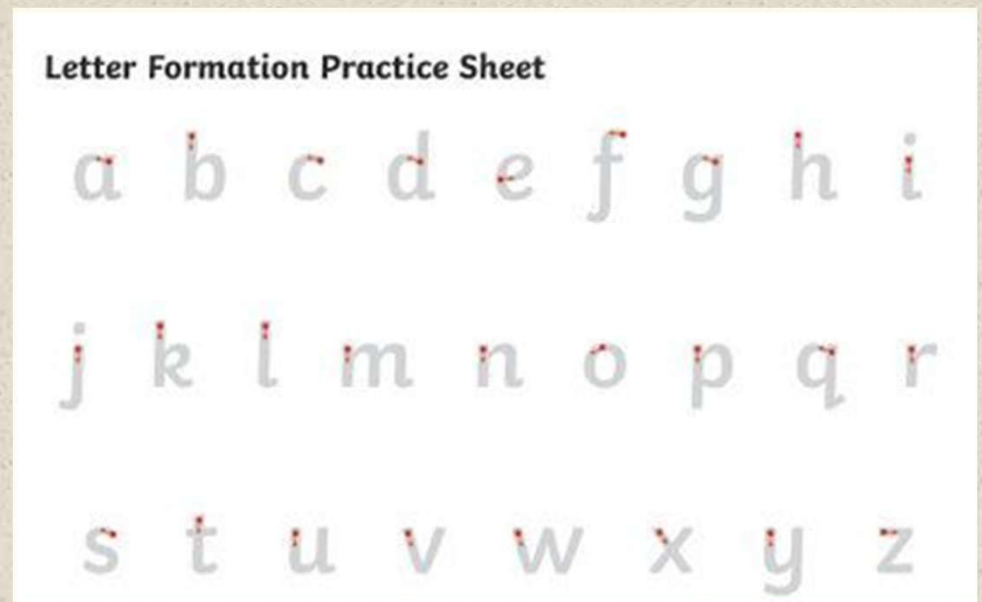 Letter Formation Practice Sheet
a b c d e f g h i
j k l m n o p q r
s t u v w x y z